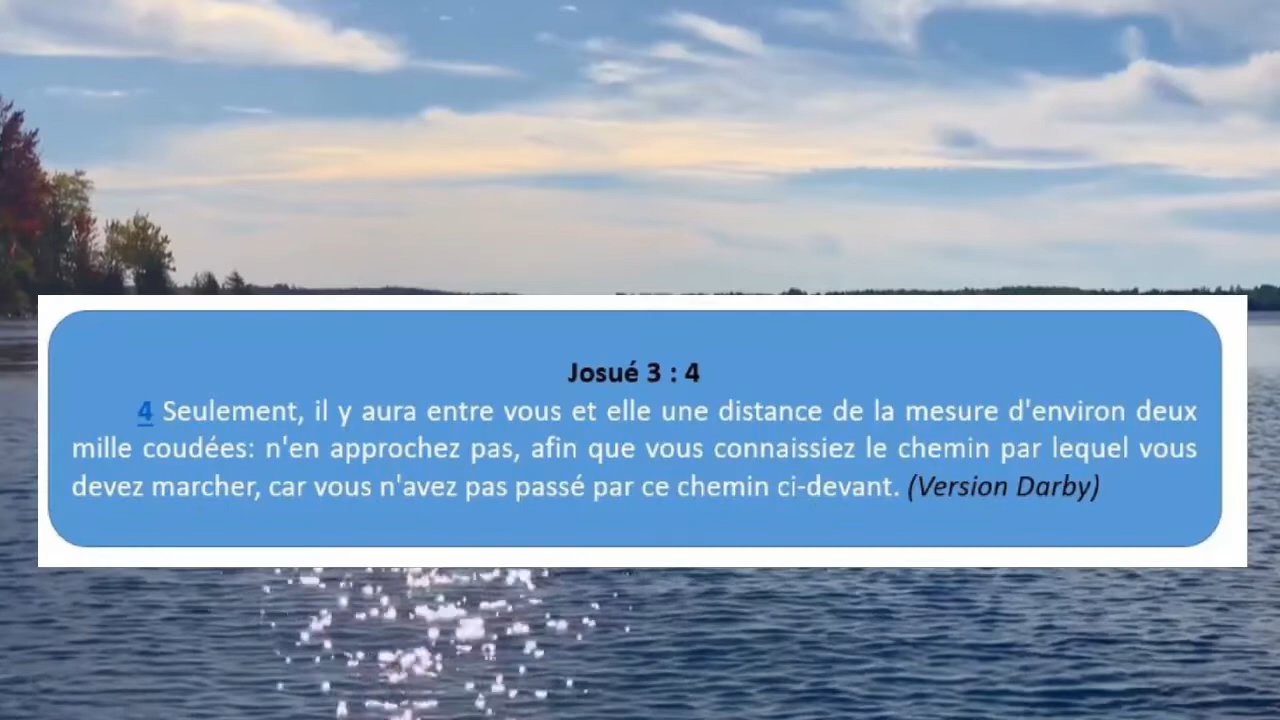 Josué 3 : 4
4 Seulement, il y aura entre vous et elle une distance de la mesure d'environ deux
mille coudées: n'en approchez pas, afin que vous connaissiez le chemin par lequel vous
devez marcher, car vous n'avez pas passé par ce chemin ci-devant. (Version Darby)